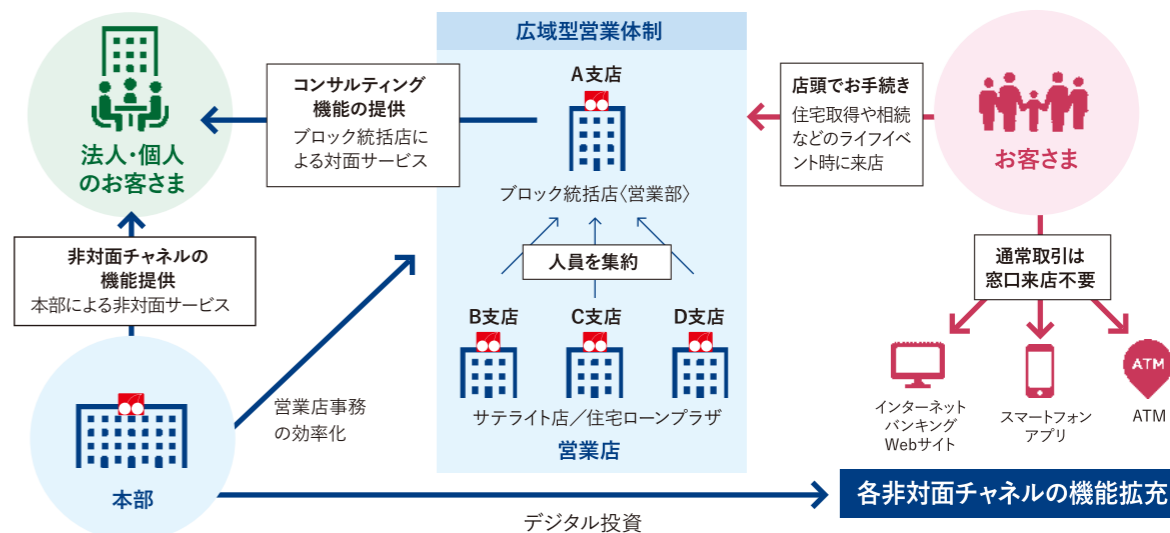 広域型営業体制
A支店
コンサルティング
機能の提供
ブロック統括店に
よる対面サービス
店頭でお手続き
住宅取得や相続
などのライフイベ
ント時に来店
お客さま
法人・個人
のお客さま
ブロック統括店〈営業部〉
非対面チャネルの
機能提供
本部による非対面サービス
人員を集約
通常取引は
窓口来店不要
B支店
C支店
D支店
ATM
サテライト店／住宅ローンプラザ
営業店
営業店事務
の効率化
インターネット
バンキング
Webサイト
スマートフォン
アプリ
ATM
本部
各非対面チャネルの機能拡充
デジタル投資